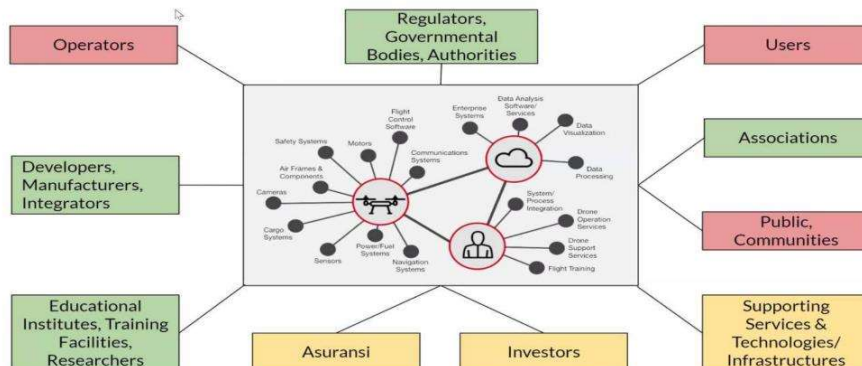 Operators
Regulators,
Governmental
Bodies, Authorities
Users
Developers,
Manufacturers,
Integrators
Flight
Control
Software
Safety Systems
Motors
Communications
Systems
Air Frames &
Components
Cameras
Cargo
Systems
Sensors
Power/Fuel
Systems
Navigation
Systems
Enterprise
Systems
Data Analysis
Software/
Services
Data
Visualization
Data
Processing
System/
Process
Integration
Drone
Operation
Services
Drone
Support
Services
Flight Training
Associations
Public,
Communities
Educational
Institutes, Training
Facilities,
Researchers
Asuransi
Investors
Supporting
Services &
Technologies/
Infrastructures